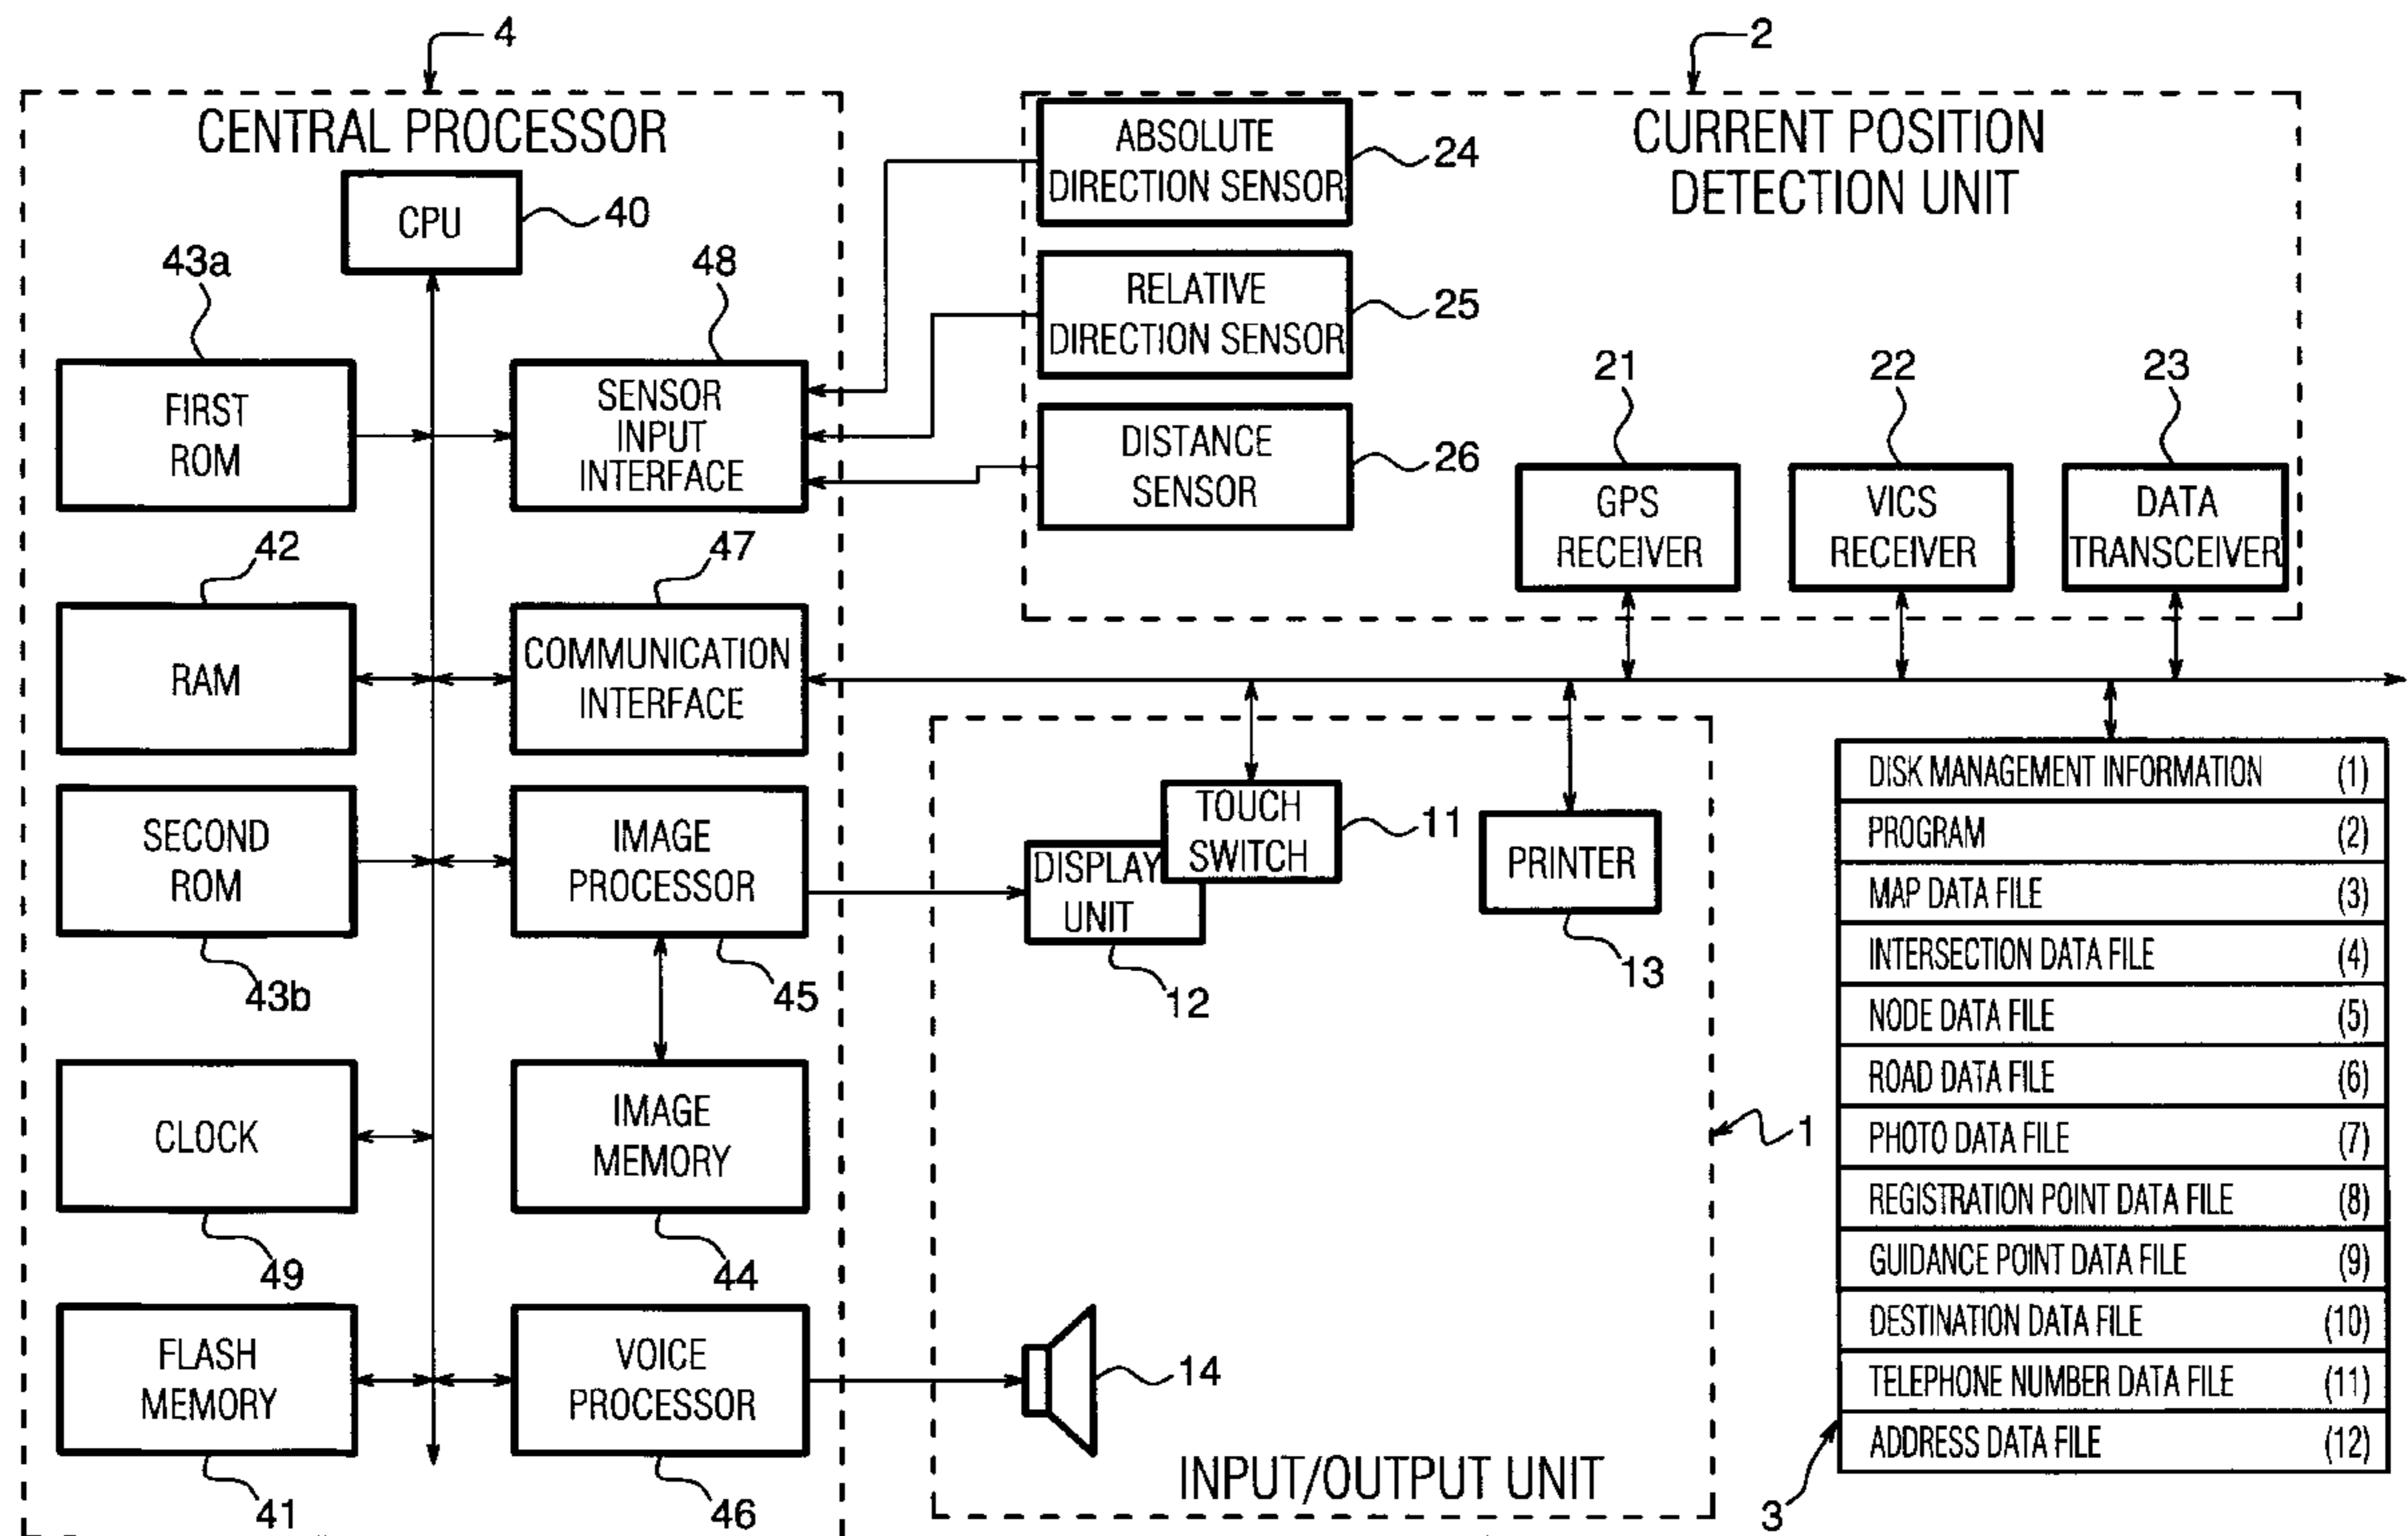 4
2
CENTRAL PROCESSOR
CPU
40
43a
FIRST
ROM
48
SENSOR
INPUT
INTERFACE
42
RAM
47
COMMUNICATION
INTERFACE
SECOND
ROM
43b
IMAGE
PROCESSOR
45
CLOCK
49
IMAGE
MEMORY
44
FLASH
MEMORY
41
VOICE
PROCESSOR
46
CURRENT POSITION
DETECTION UNIT
ABSOLUTE
DIRECTION SENSOR
24
RELATIVE
DIRECTION SENSOR
25
DISTANCE
SENSOR
26
21
GPS
RECEIVER
22
VICS
RECEIVER
23
DATA
TRANSCEIVER
TOUCH
SWITCH
11
DISPLAY
UNIT
12
PRINTER
13
14
1
INPUT/OUTPUT UNIT
DISK MANAGEMENT INFORMATION (1)
PROGRAM (2)
MAP DATA FILE (3)
INTERSECTION DATA FILE (4)
NODE DATA FILE (5)
ROAD DATA FILE (6)
PHOTO DATA FILE (7)
REGISTRATION POINT DATA FILE (8)
GUIDANCE POINT DATA FILE (9)
DESTINATION DATA FILE (10)
TELEPHONE NUMBER DATA FILE (11)
ADDRESS DATA FILE (12)
3